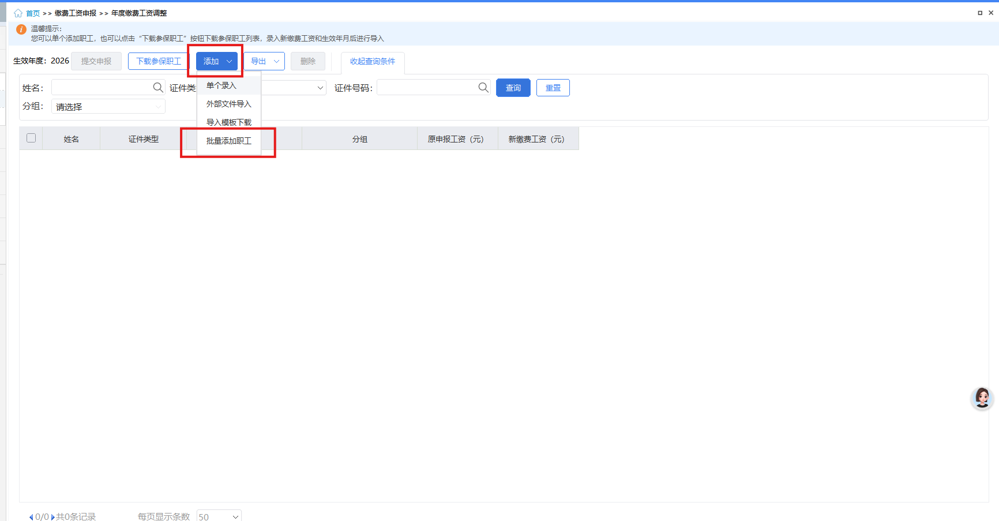 首页 >> 缴费工资申报 >> 年度缴费工资调整
温馨提示：
您可以单个添加职工，也可以点击“下载参保职工”按钮下载参保职工列表，录入新缴费工资和生效年月后进行导入
生效年度：2026 提交申报 下载参保职工 添加 导出 删除 收起查询条件
姓名： 证件类 证件号码： 查询 重置
分组： 请选择
单个录入
外部文件导入
导入模板下载
批量添加职工
姓名 证件类型 分组 原申报工资（元） 新缴费工资（元）
0/0 共0条记录 每页显示条数 50